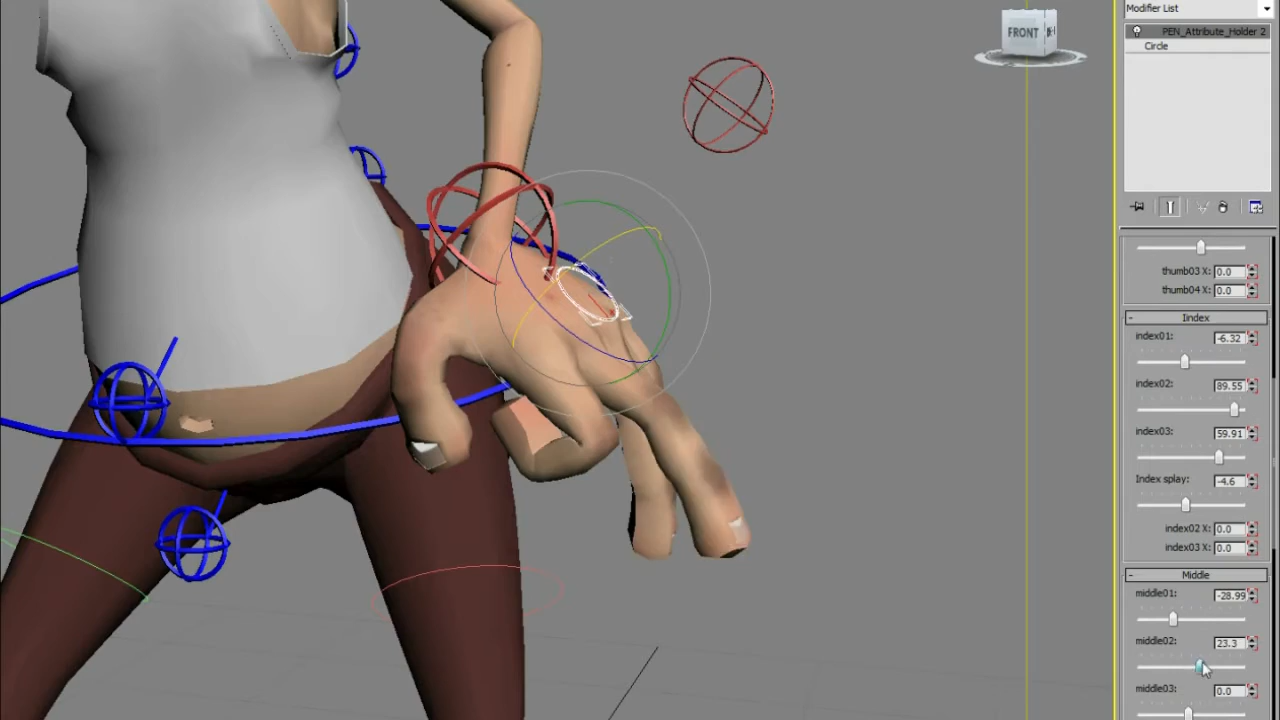 Modifier List
FRONT
PEN_Attribute_Holder 2
Circle
thumb03 X: 0.0
thumb04 X: 0.0
- Iindex
index01: -6.32
index02: 89.55
index03: 59.91
Index splay: -4.6
index02 X: 0.0
index03 X: 0.0
- Middle
middle01: -28.99
middle02: 23.3
middle03: 0.0